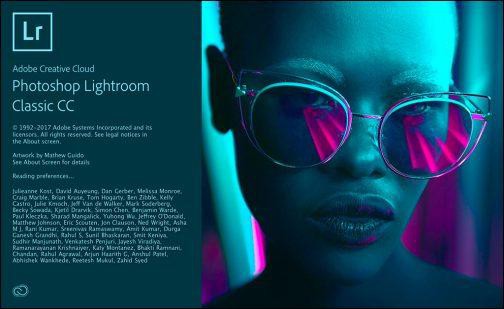 Lr
Adobe Creative Cloud
Photoshop Lightroom
Classic CC
© 1992-2017 Adobe Systems Incorporated and its
licensors. All rights reserved. See legal notices in
the About screen.
Artwork by Mathew Guido
See About Screen for details
Reading preferences...
Julieanne Kost, David Auyeung, Dan Gerber, Melissa Monroe,
Craig Marble, Brian Kruse, Tom Hogarty, Ben Zibble, Kelly
Castro, Julie Kmoch, Jeff Van de Walker, Mark Soderberg,
Becky Sowada, Kjetil Drarvik, Simon Chen, Benjamin Warde,
Paul Kleczka, Sharad Mangalick, Yuhong Wu, Jeffrey O'Donald,
Matthew Johnson, Eric Scouten, Jon Clauson, Ned Wright, Asha
M J, Rani Kumar, Sreenivas Ramaswamy, Amit Kumar, Durga
Ganesh Grandhi, Rahul S, Sunil Bhaskaran, Smit Keniya,
Sudhir Manjunath, Venkatesh Penjuri, Jayesh Viradiya,
Ramanarayanan Krishnaiyer, Katy Montanez, Bhakti Ramnani,
Chandan, Rahul Agrawal, Arjun Haarith G, Anshul Patel,
Abhishek Wankhede, Reetesh Mukul, Zahid Syed